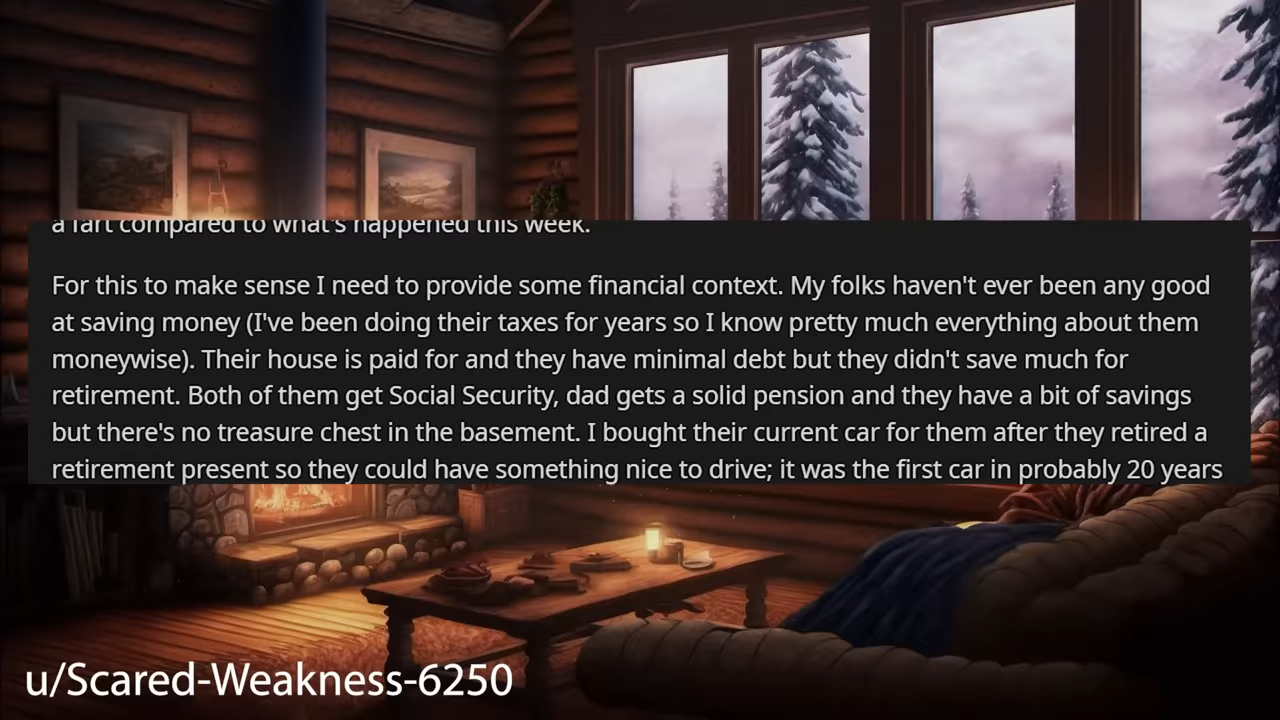 a fart compared to what's happened this week.
For this to make sense I need to provide some financial context. My folks haven't ever been any good
at saving money (I've been doing their taxes for years so I know pretty much everything about them
moneywise). Their house is paid for and they have minimal debt but they didn't save much for
retirement. Both of them get Social Security, dad gets a solid pension and they have a bit of savings
but there's no treasure chest in the basement. I bought their current car for them after they retired a
retirement present so they could have something nice to drive; it was the first car in probably 20 years
u/Scared-Weakness-6250